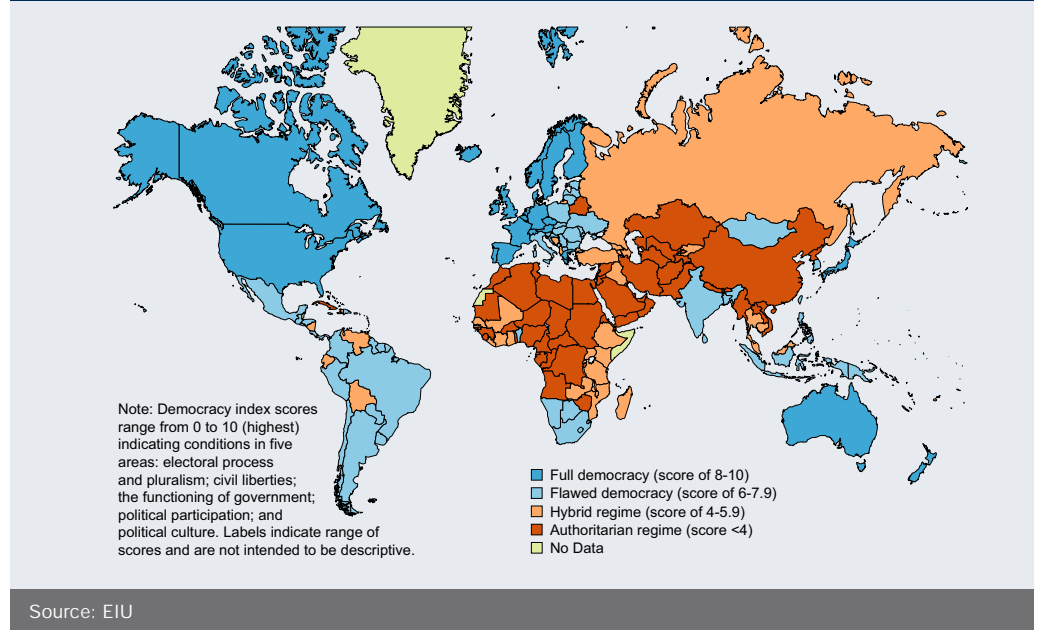 Note: Democracy index scores
range from 0 to 10 (highest)
indicating conditions in five
areas: electoral process
and pluralism; civil liberties;
the functioning of government;
political participation; and
political culture. Labels indicate range of
scores and are not intended to be descriptive.
Full democracy (score of 8-10)
Flawed democracy (score of 6-7.9)
Hybrid regime (score of 4-5.9)
Authoritarian regime (score <4)
No Data
Source: EIU